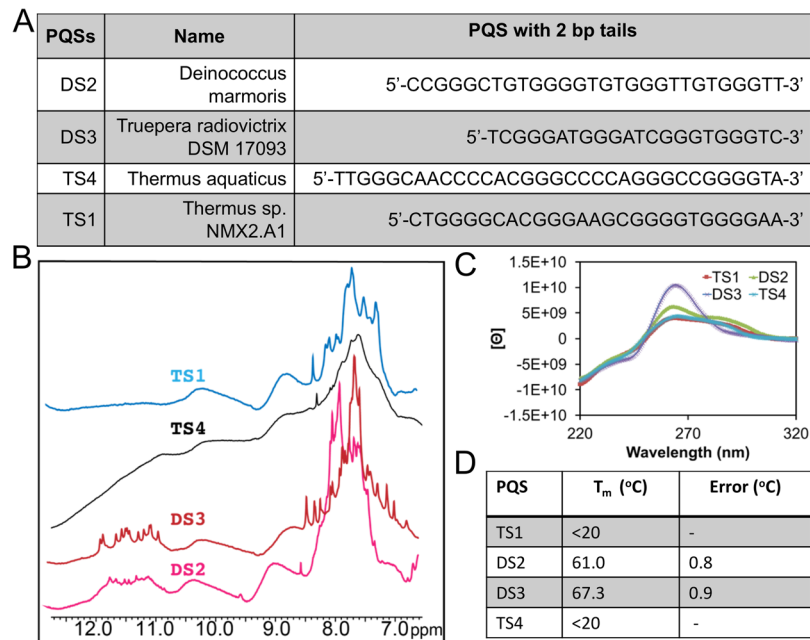 A
PQSs Name PQS with 2 bp tails
DS2 Deinococcus marmoris 5’-CCGGGCTGTGGGGTGTGGGTTGTGGGTT-3’
DS3 Truepera radiovictrix DSM 17093 5’-TCGGGATGGGATCGGGTGGGTC-3’
TS4 Thermus aquaticus 5’-TTGGGCAACCCCACGGGCCCCAGGGCCGGGGTA-3’
TS1 Thermus sp. NMX2.A1 5’-CTGGGGCACGGGAAGCGGGGTGGGGAA-3’
B
TS1
TS4
DS3
DS2
12.0 11.0 10.0 9.0 8.0 7.0 ppm
C
1.5E+10
1E+10
5E+09
0
-5E+09
-1E+10
-1.5E+10
[Θ]
TS1 DS2
DS3 TS4
220 270 320
Wavelength (nm)
D
PQS Tm (oC) Error (oC)
TS1 <20 -
DS2 61.0 0.8
DS3 67.3 0.9
TS4 <20 -